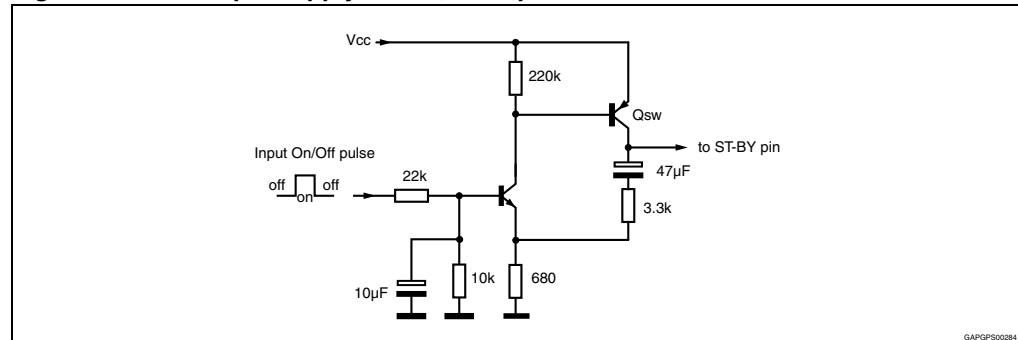 Vcc
220k
Qsw
to ST-BY pin
Input On/Off pulse
47µF
22k
off
on
off
3.3k
10k
680
10µF
GAPGPS00284